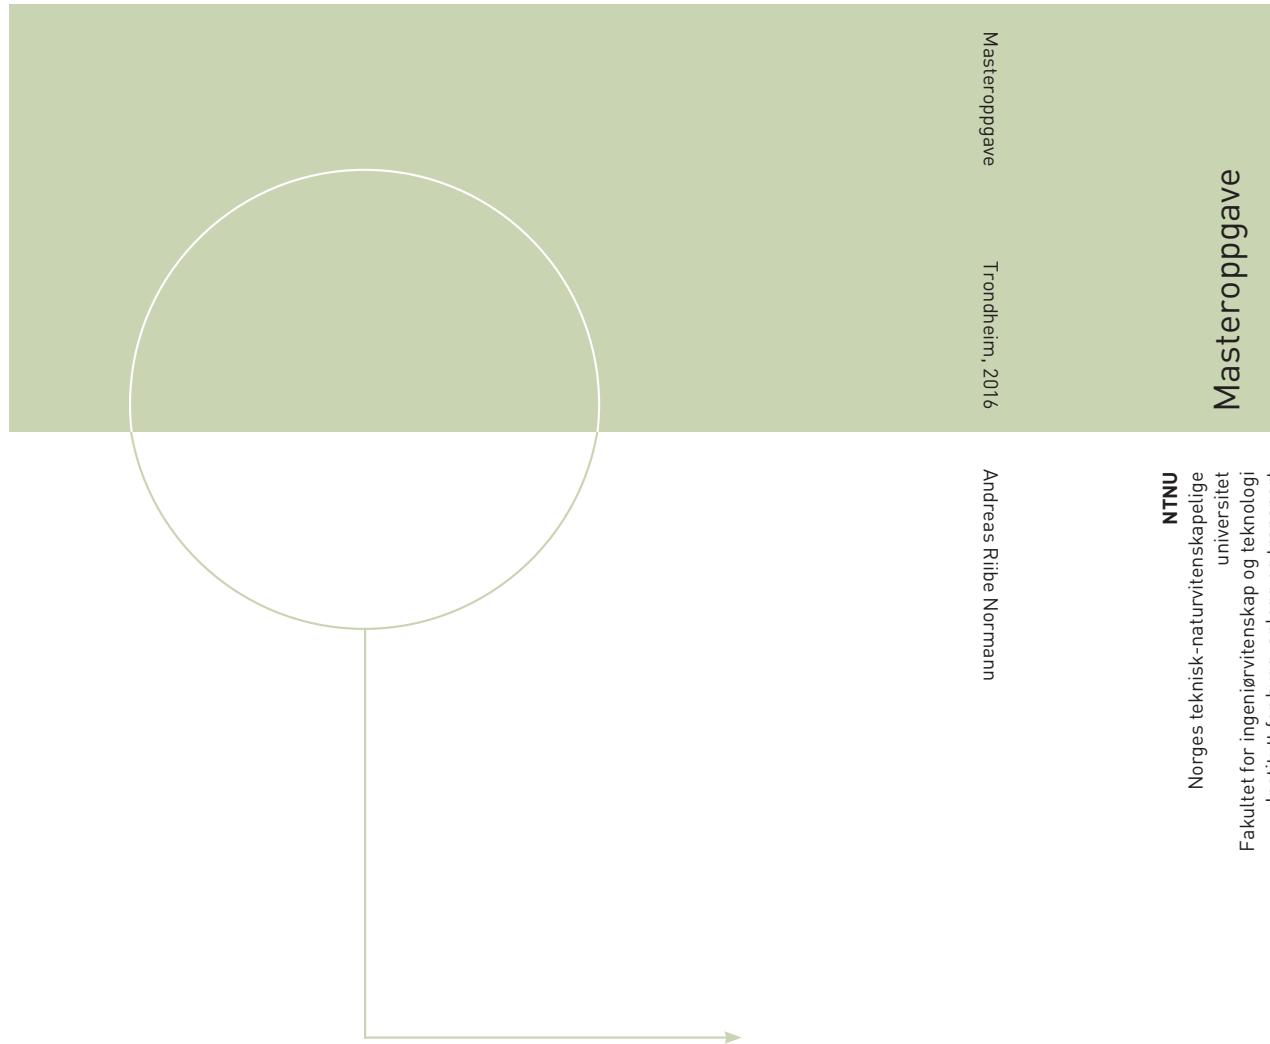 Masteroppgave
Trondheim, 2016
Andreas Riibe Normann
Masteroppgave
NTNU
Norges teknisk-naturvitenskapelige
universitet
Fakultet for ingeniørvitenskap og teknologi